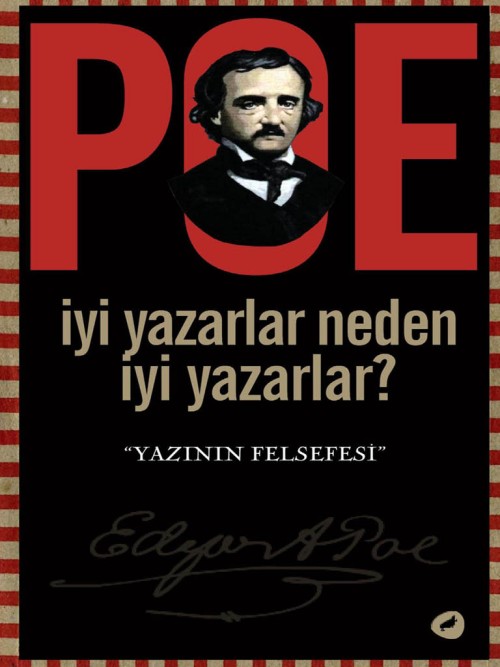 POE
iyi yazarlar neden
iyi yazarlar?
“YAZININ FELSEFESİ”
Edgar A Poe